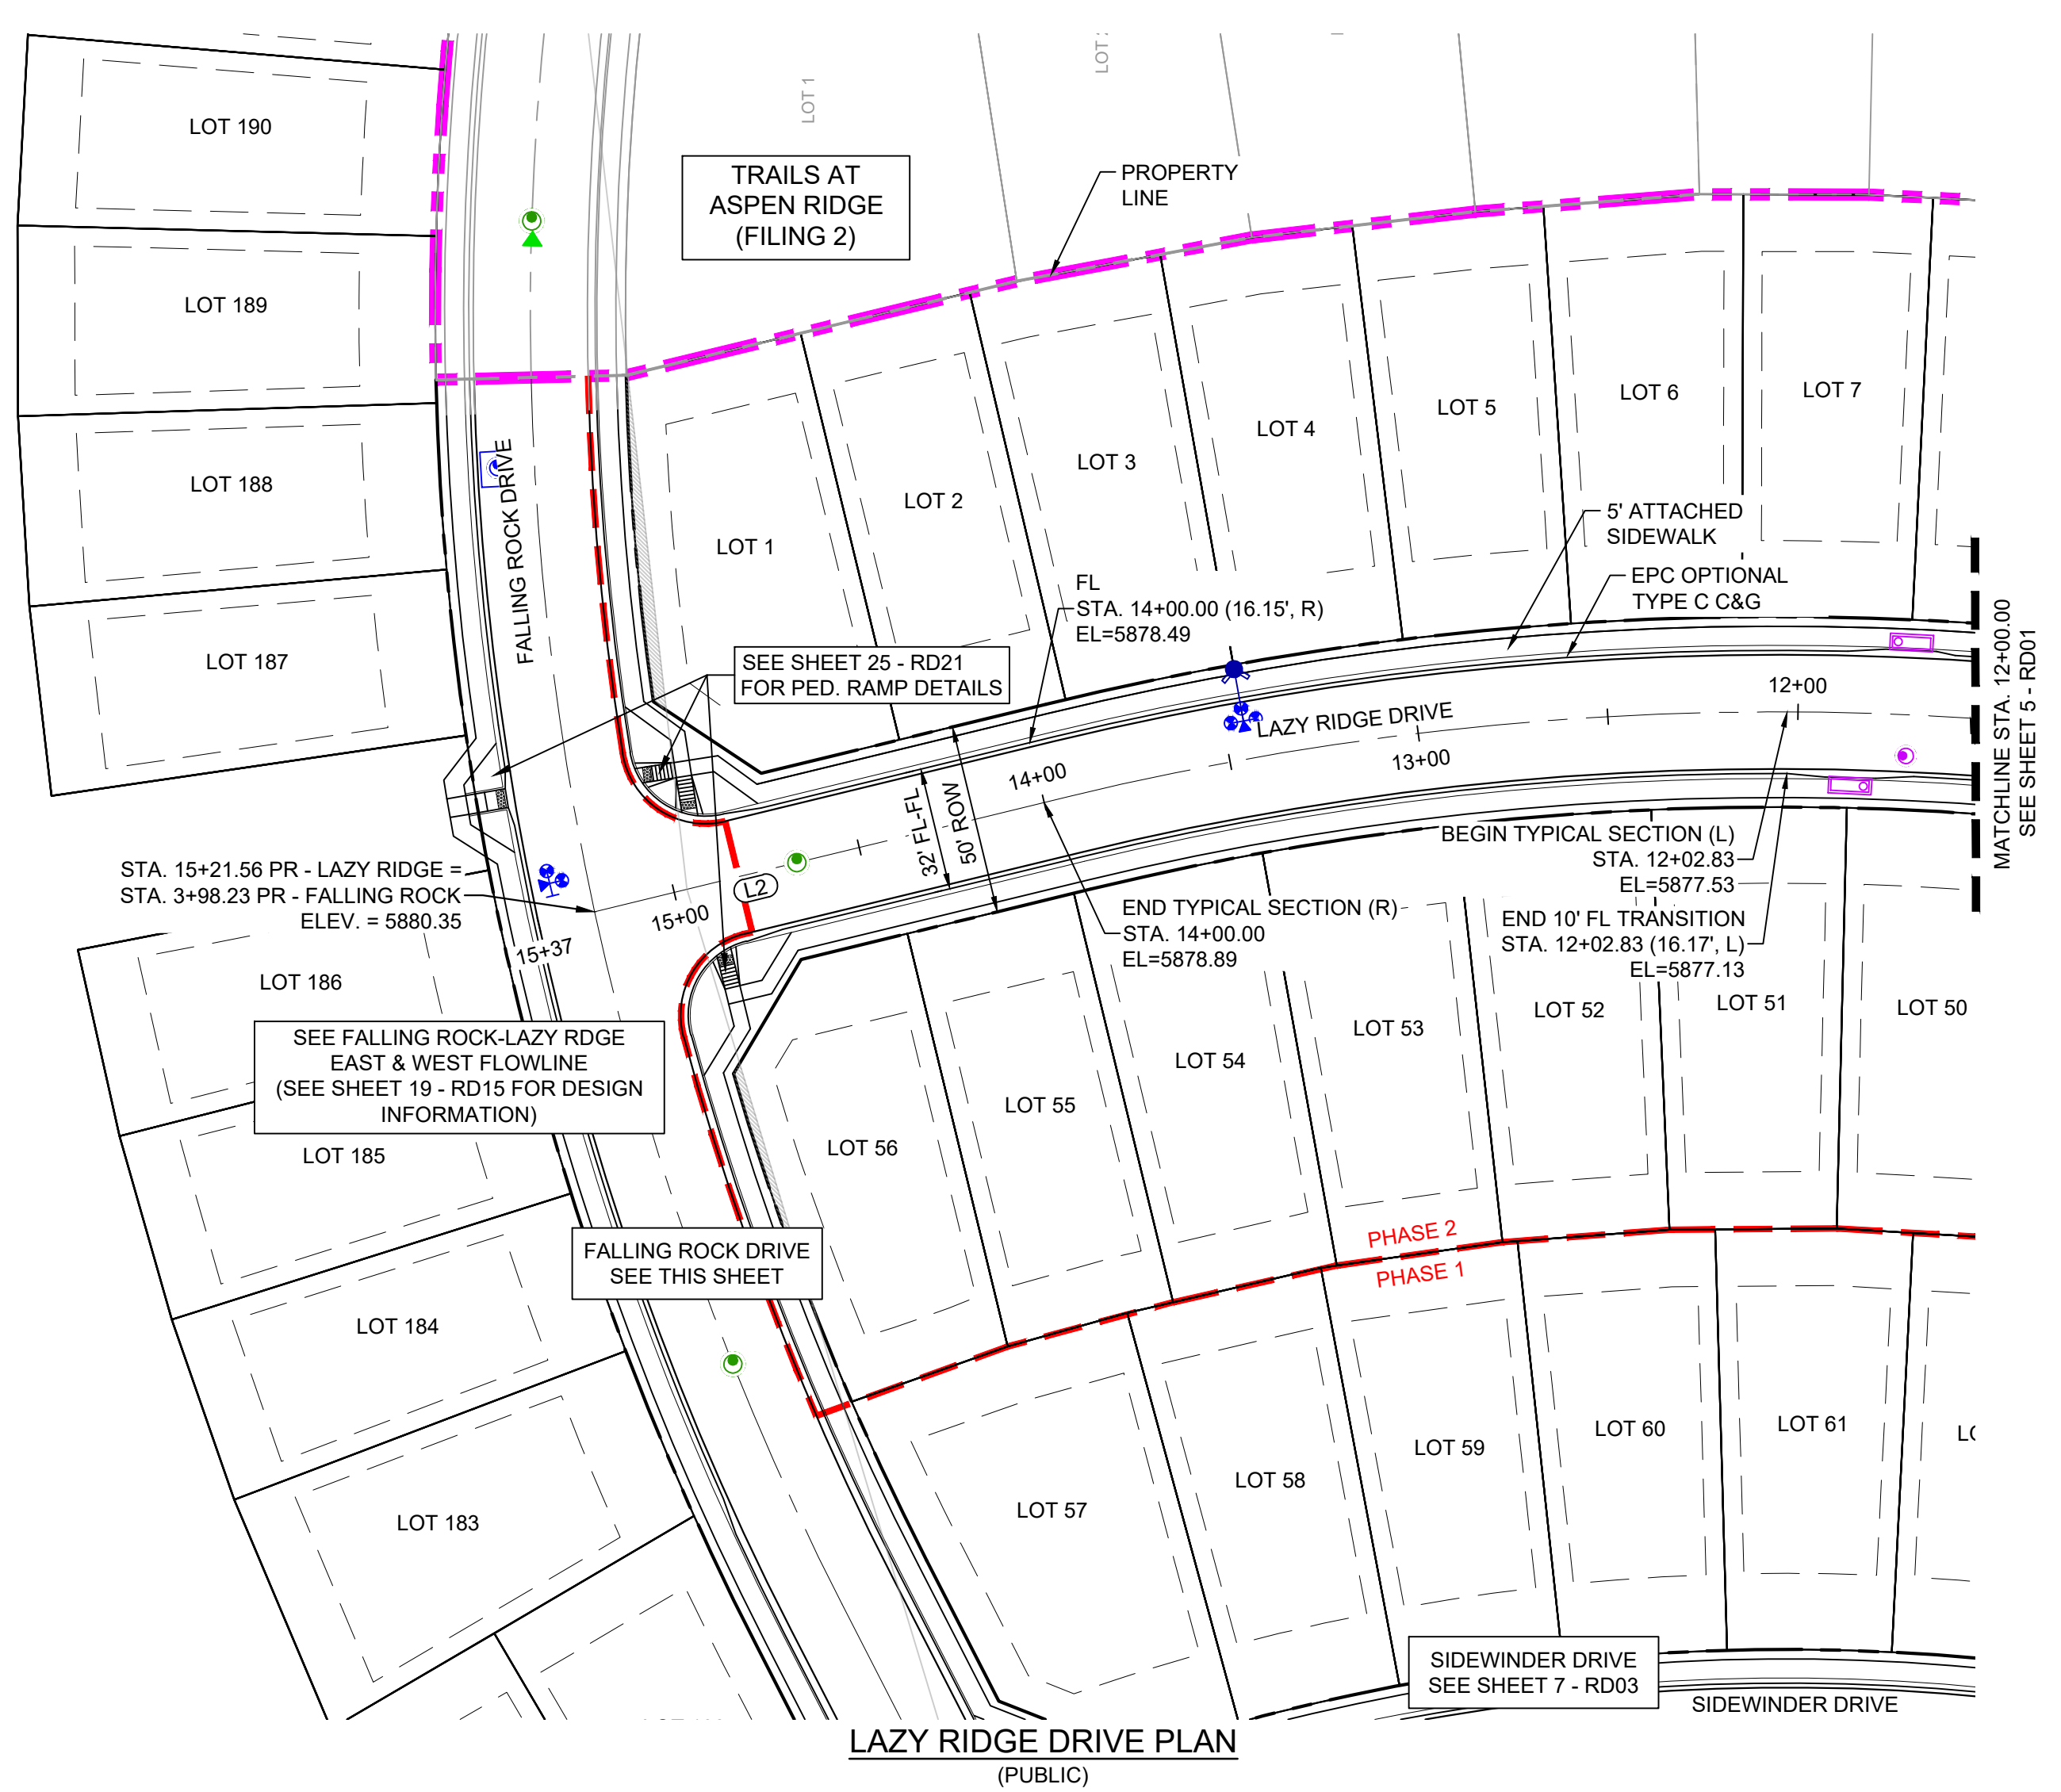 LOT 190
LOT 1
LOT
TRAILS AT
ASPEN RIDGE
(FILING 2)
PROPERTY
LINE
LOT 189
LOT 188
LOT 187
FALLING ROCK DRIVE
LOT 1
LOT 2
LOT 3
LOT 4
LOT 5
LOT 6
LOT 7
5' ATTACHED
SIDEWALK
EPC OPTIONAL
TYPE C C&G
FL
STA. 14+00.00 (16.15', R)
EL=5878.49
SEE SHEET 25 - RD21
FOR PED. RAMP DETAILS
MATCHLINE STA. 12+00.00
SEE SHEET 5 - RD01
LAZY RIDGE DRIVE
12+00
13+00
14+00
15+00
15+37
32' FL-FL
50' ROW
L2
STA. 15+21.56 PR - LAZY RIDGE =
STA. 3+98.23 PR - FALLING ROCK
ELEV. = 5880.35
BEGIN TYPICAL SECTION (L)
STA. 12+02.83
EL=5877.53
END TYPICAL SECTION (R)
STA. 14+00.00
EL=5878.89
END 10' FL TRANSITION
STA. 12+02.83 (16.17', L)
EL=5877.13
LOT 186
SEE FALLING ROCK-LAZY RDGE
EAST & WEST FLOWLINE
(SEE SHEET 19 - RD15 FOR DESIGN
INFORMATION)
LOT 185
LOT 56
LOT 55
LOT 54
LOT 53
LOT 52
LOT 51
LOT 50
FALLING ROCK DRIVE
SEE THIS SHEET
PHASE 2
PHASE 1
LOT 184
LOT 183
LOT 57
LOT 58
LOT 59
LOT 60
LOT 61
SIDEWINDER DRIVE
SEE SHEET 7 - RD03
SIDEWINDER DRIVE
LAZY RIDGE DRIVE PLAN
(PUBLIC)